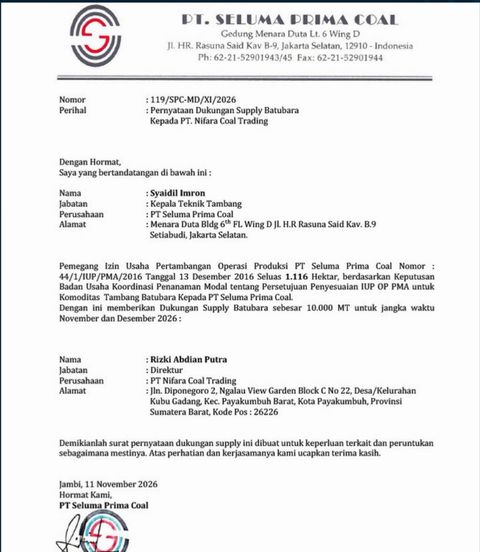 PT. SELUMA PRIMA COAL
Gedung Menara Duta Lt. 6 Wing D
Jl. HR. Rasuna Said Kav B-9, Jakarta Selatan, 12910 - Indonesia
Ph: 62-21-52901943/45 Fax: 62-21-52901944
Nomor : 119/SPC-MD/XI/2026
Perihal : Pernyataan Dukungan Supply Batubara
Kepada PT. Nifara Coal Trading
Dengan Hormat,
Saya yang bertandatangan di bawah ini :
Nama : Syaidil Imron
Jabatan : Kepala Teknik Tambang
Perusahaan : PT Seluma Prima Coal
Alamat : Menara Duta Bldg 6th FL Wing D Jl. H.R Rasuna Said Kav. B.9
Setiabudi, Jakarta Selatan.
Pemegang Izin Usaha Pertambangan Operasi Produksi PT Seluma Prima Coal Nomor :
44/1/IUP/PMA/2016 Tanggal 13 Desember 2016 Seluas 1.116 Hektar, berdasarkan Keputusan
Badan Usaha Koordinasi Penanaman Modal tentang Persetujuan Penyesuaian IUP OP PMA untuk
Komoditas Tambang Batubara Kepada PT Seluma Prima Coal.
Dengan ini memberikan Dukungan Supply Batubara sebesar 10.000 MT untuk jangka waktu
November dan Desember 2026 :
Nama : Rizki Abdian Putra
Jabatan : Direktur
Perusahaan : PT Nifara Coal Trading
Alamat : Jln. Diponegoro 2, Ngalau View Garden Block C No 22, Desa/Kelurahan
Kubu Gadang, Kec. Payakumbuh Barat, Kota Payakumbuh, Provinsi
Sumatera Barat, Kode Pos : 26226
Demikianlah surat pernyataan dukungan supply ini dibuat untuk keperluan terkait dan peruntukan
sebagaimana mestinya. Atas perhatian dan kerjasamanya kami ucapkan terima kasih.
Jambi, 11 November 2026
Hormat Kami,
PT Seluma Prima Coal